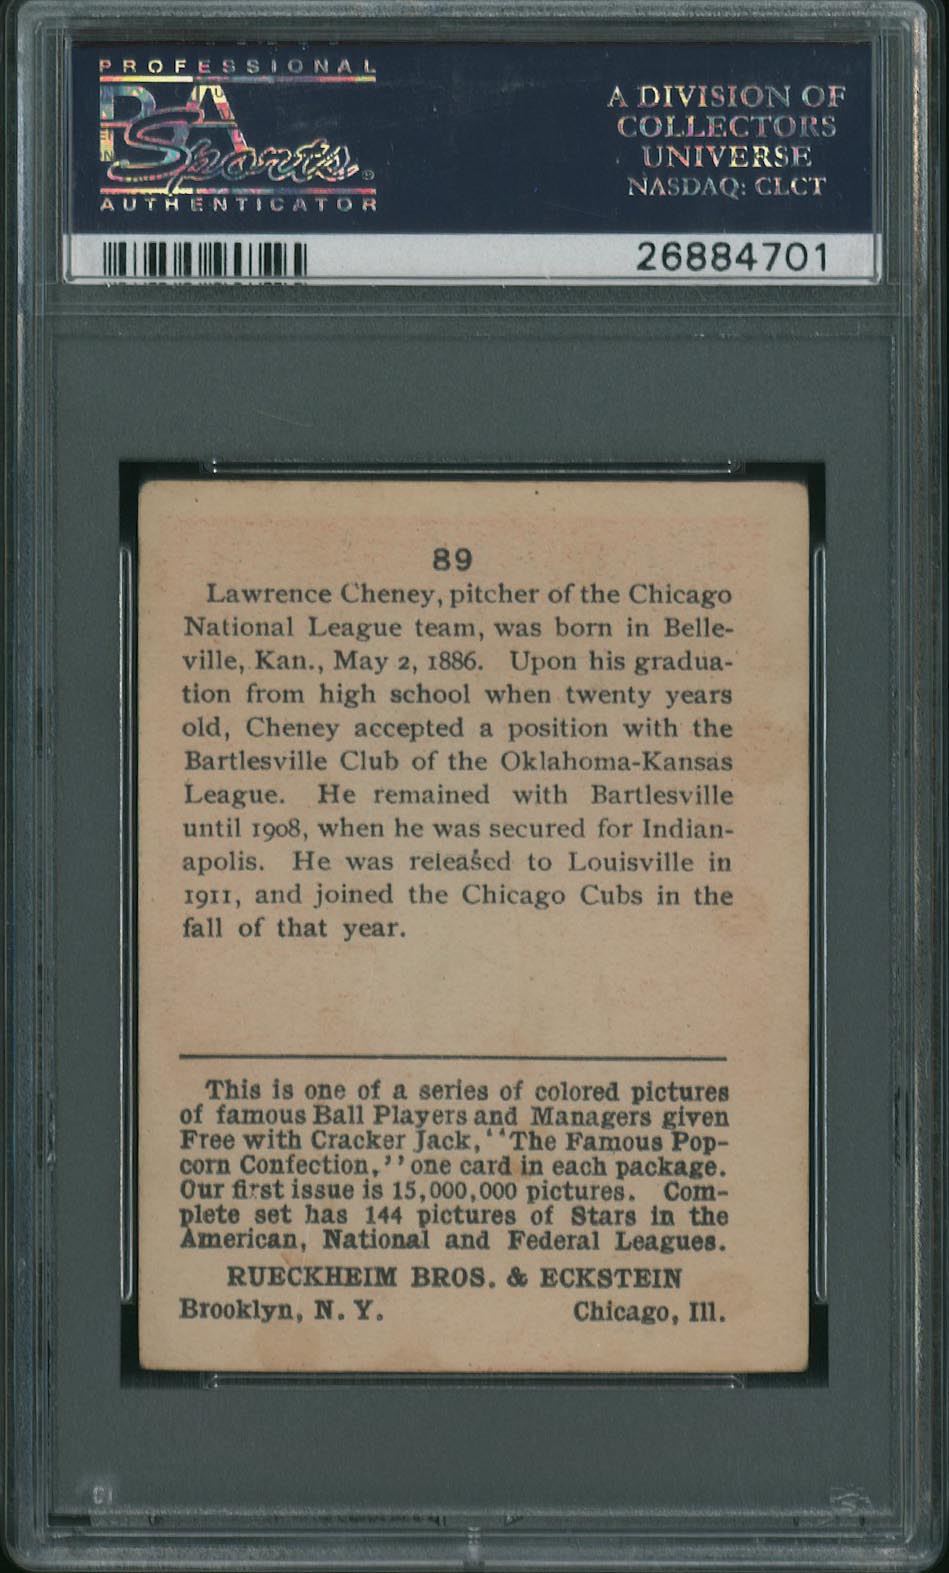 PROFESSIONAL
PSA
Sports®
AUTHENTICATOR
A DIVISION OF
COLLECTORS
UNIVERSE
NASDAQ: CLCT
26884701
89
Lawrence Cheney, pitcher of the Chicago
National League team, was born in Belle-
ville, Kan., May 2, 1886. Upon his gradua-
tion from high school when twenty years
old, Cheney accepted a position with the
Bartlesville Club of the Oklahoma-Kansas
League. He remained with Bartlesville
until 1908, when he was secured for Indian-
apolis. He was released to Louisville in
1911, and joined the Chicago Cubs in the
fall of that year.
This is one of a series of colored pictures
of famous Ball Players and Managers given
Free with Cracker Jack, ‘‘The Famous Pop-
corn Confection,’’ one card in each package.
Our first issue is 15,000,000 pictures. Com-
plete set has 144 pictures of Stars in the
American, National and Federal Leagues.
RUECKHEIM BROS. & ECKSTEIN
Brooklyn, N. Y. Chicago, Ill.